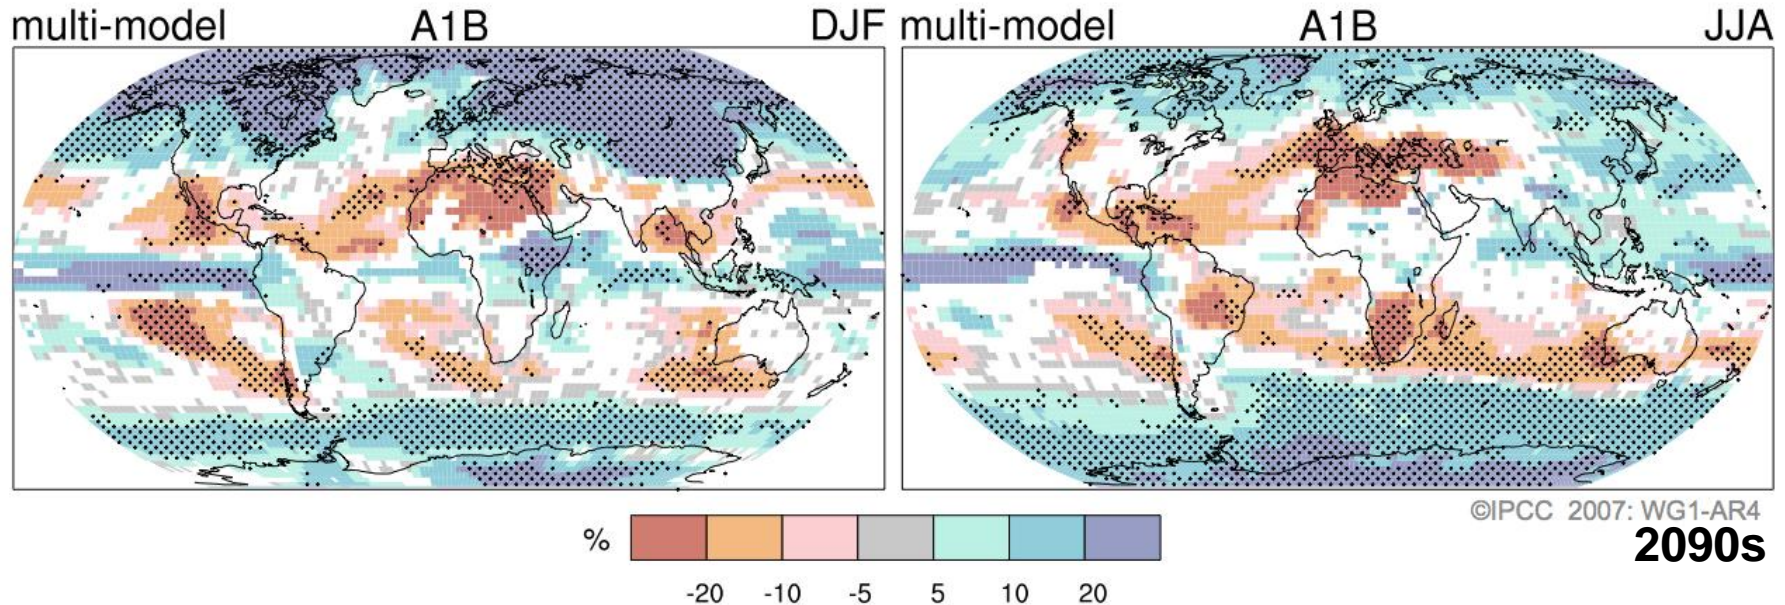 multi-model A1B DJF
multi-model A1B JJA
©IPCC 2007: WG1-AR4
2090s
%
-20 -10 -5 5 10 20